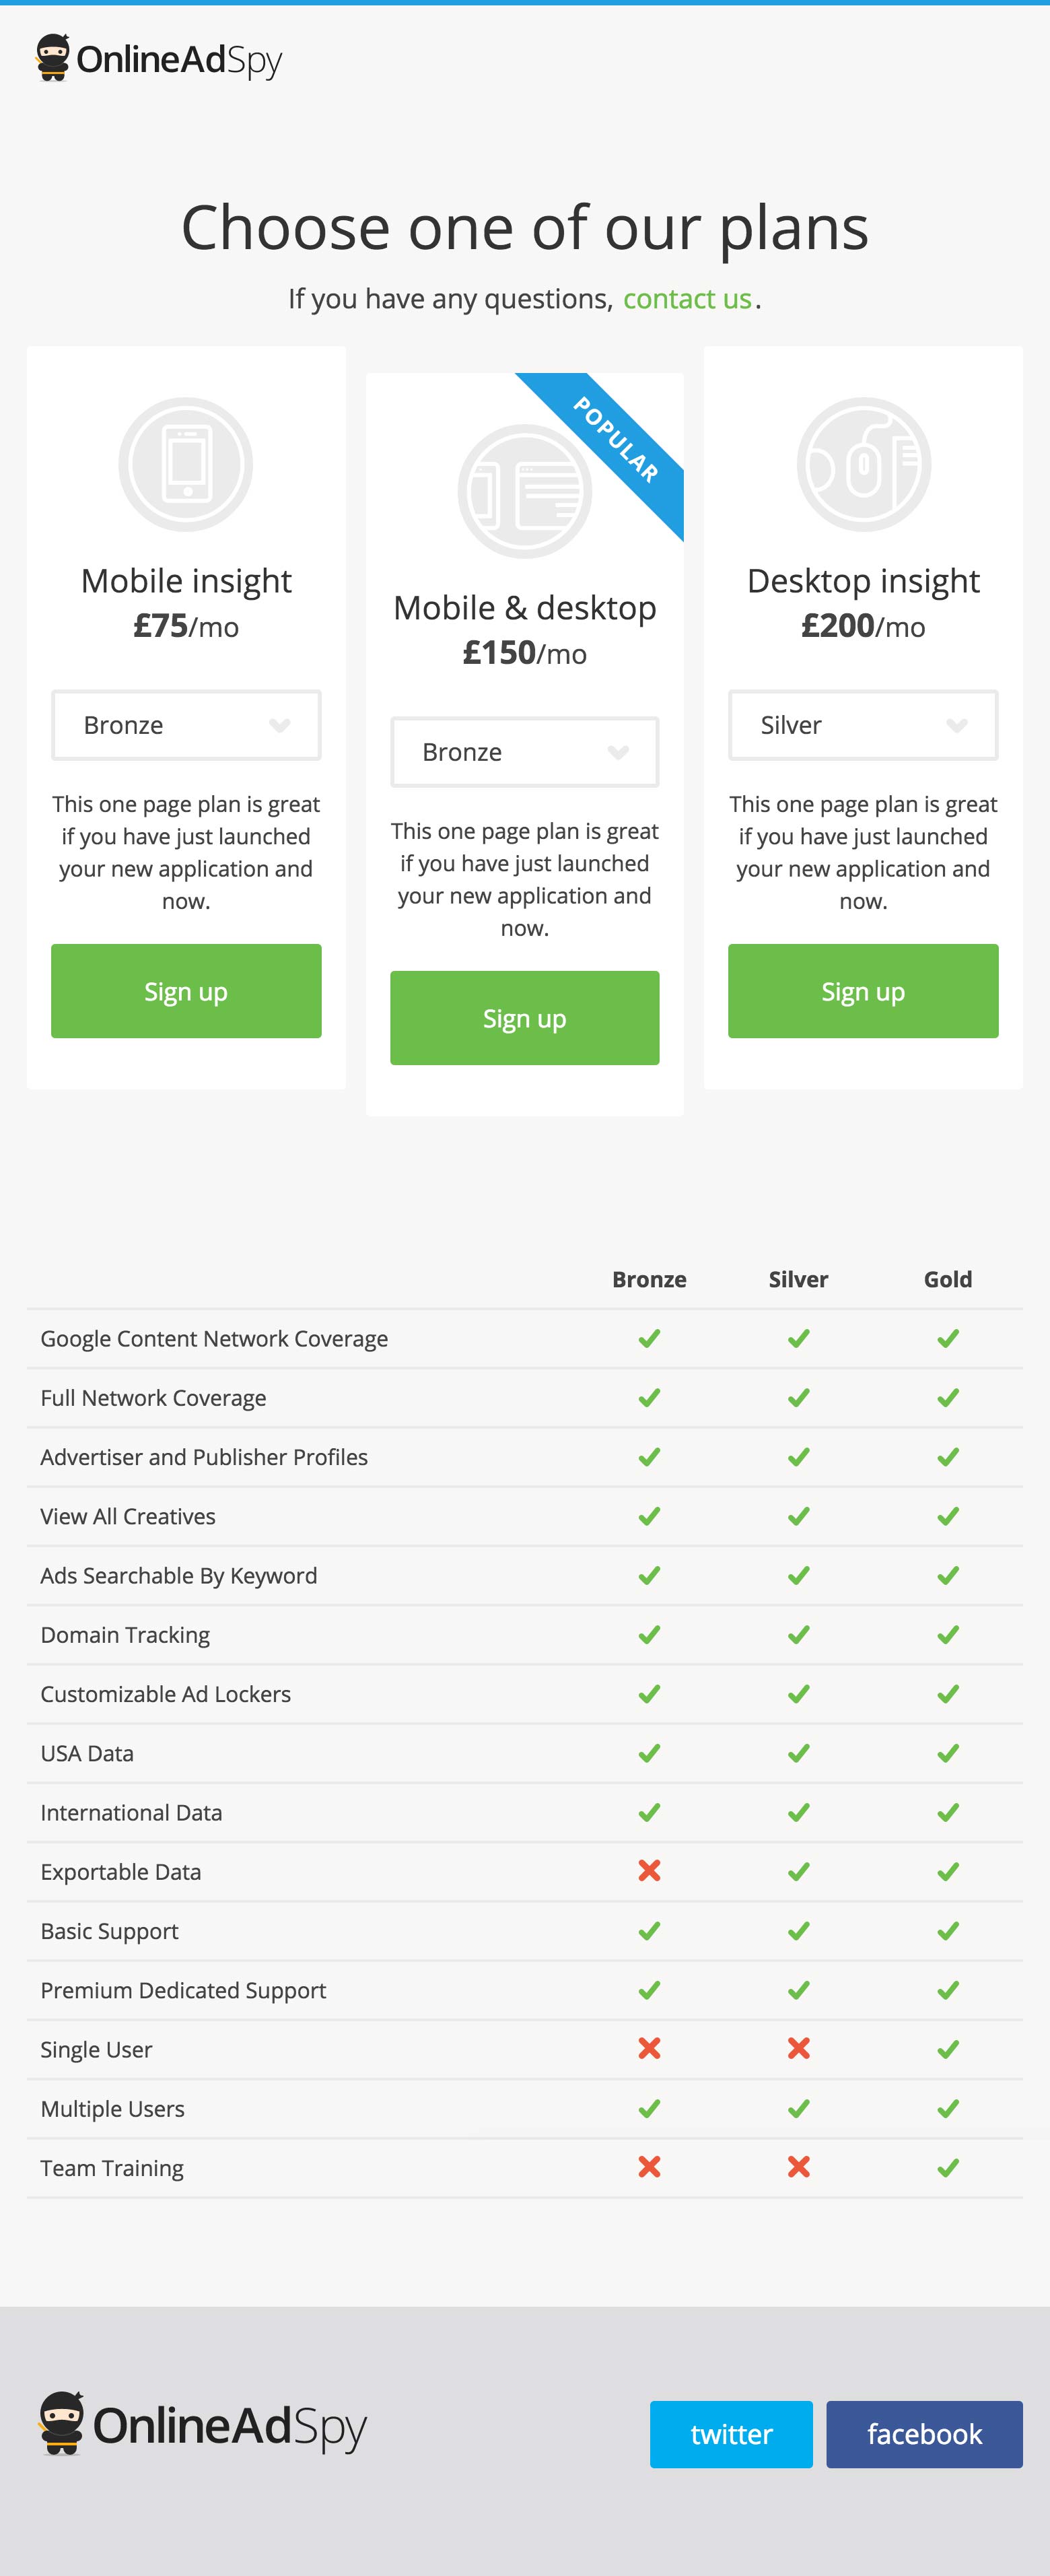 OnlineAdSpy
Choose one of our plans
If you have any questions, contact us.
Mobile insight
£75/mo
Bronze
This one page plan is great
if you have just launched
your new application and
now.
Sign up
POPULAR
Mobile & desktop
£150/mo
Bronze
This one page plan is great
if you have just launched
your new application and
now.
Sign up
Desktop insight
£200/mo
Silver
This one page plan is great
if you have just launched
your new application and
now.
Sign up
Bronze Silver Gold
Google Content Network Coverage
Full Network Coverage
Advertiser and Publisher Profiles
View All Creatives
Ads Searchable By Keyword
Domain Tracking
Customizable Ad Lockers
USA Data
International Data
Exportable Data
Basic Support
Premium Dedicated Support
Single User
Multiple Users
Team Training
OnlineAdSpy
twitter facebook